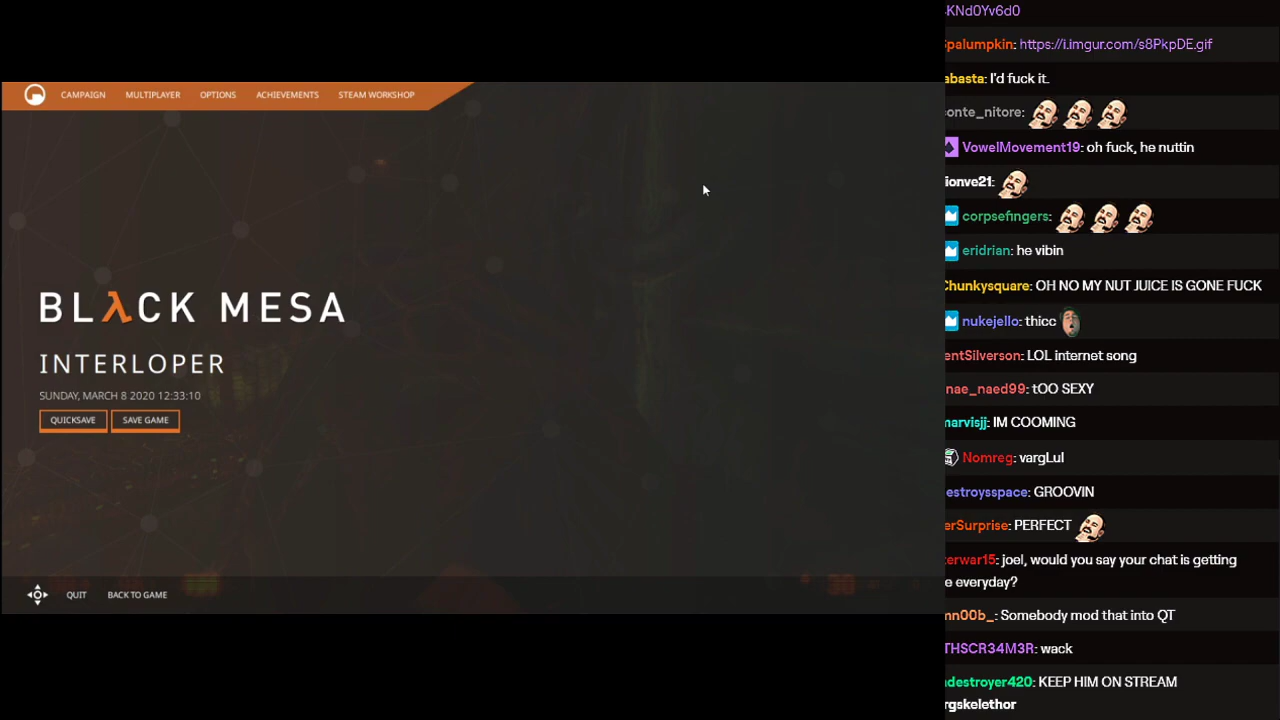 CAMPAIGN MULTIPLAYER OPTIONS ACHIEVEMENTS STEAM WORKSHOP
BLλCK MESA
INTERLOPER
SUNDAY, MARCH 8 2020 12:33:10
QUICKSAVE SAVE GAME
QUIT BACK TO GAME
KNd0Yv6d0
palumpkin: https://i.imgur.com/s8PkpDE.gif
abasta: I'd fuck it.
onte_nitore:
VowelMovement19: oh fuck, he nuttin
ionve21:
corpsefingers:
eridrian: he vibin
Chunkysquare: OH NO MY NUT JUICE IS GONE FUCK
nukejello: thicc
entSilverson: LOL internet song
nae_naed99: tOO SEXY
marvisjj: IM COOMING
Nomreg: vargLul
estroysspace: GROOVIN
erSurprise: PERFECT
erwar15: joel, would you say your chat is getting
e everyday?
mn00b_: Somebody mod that into QT
THSCR34M3R: wack
destroyer420: KEEP HIM ON STREAM
rgskelethor